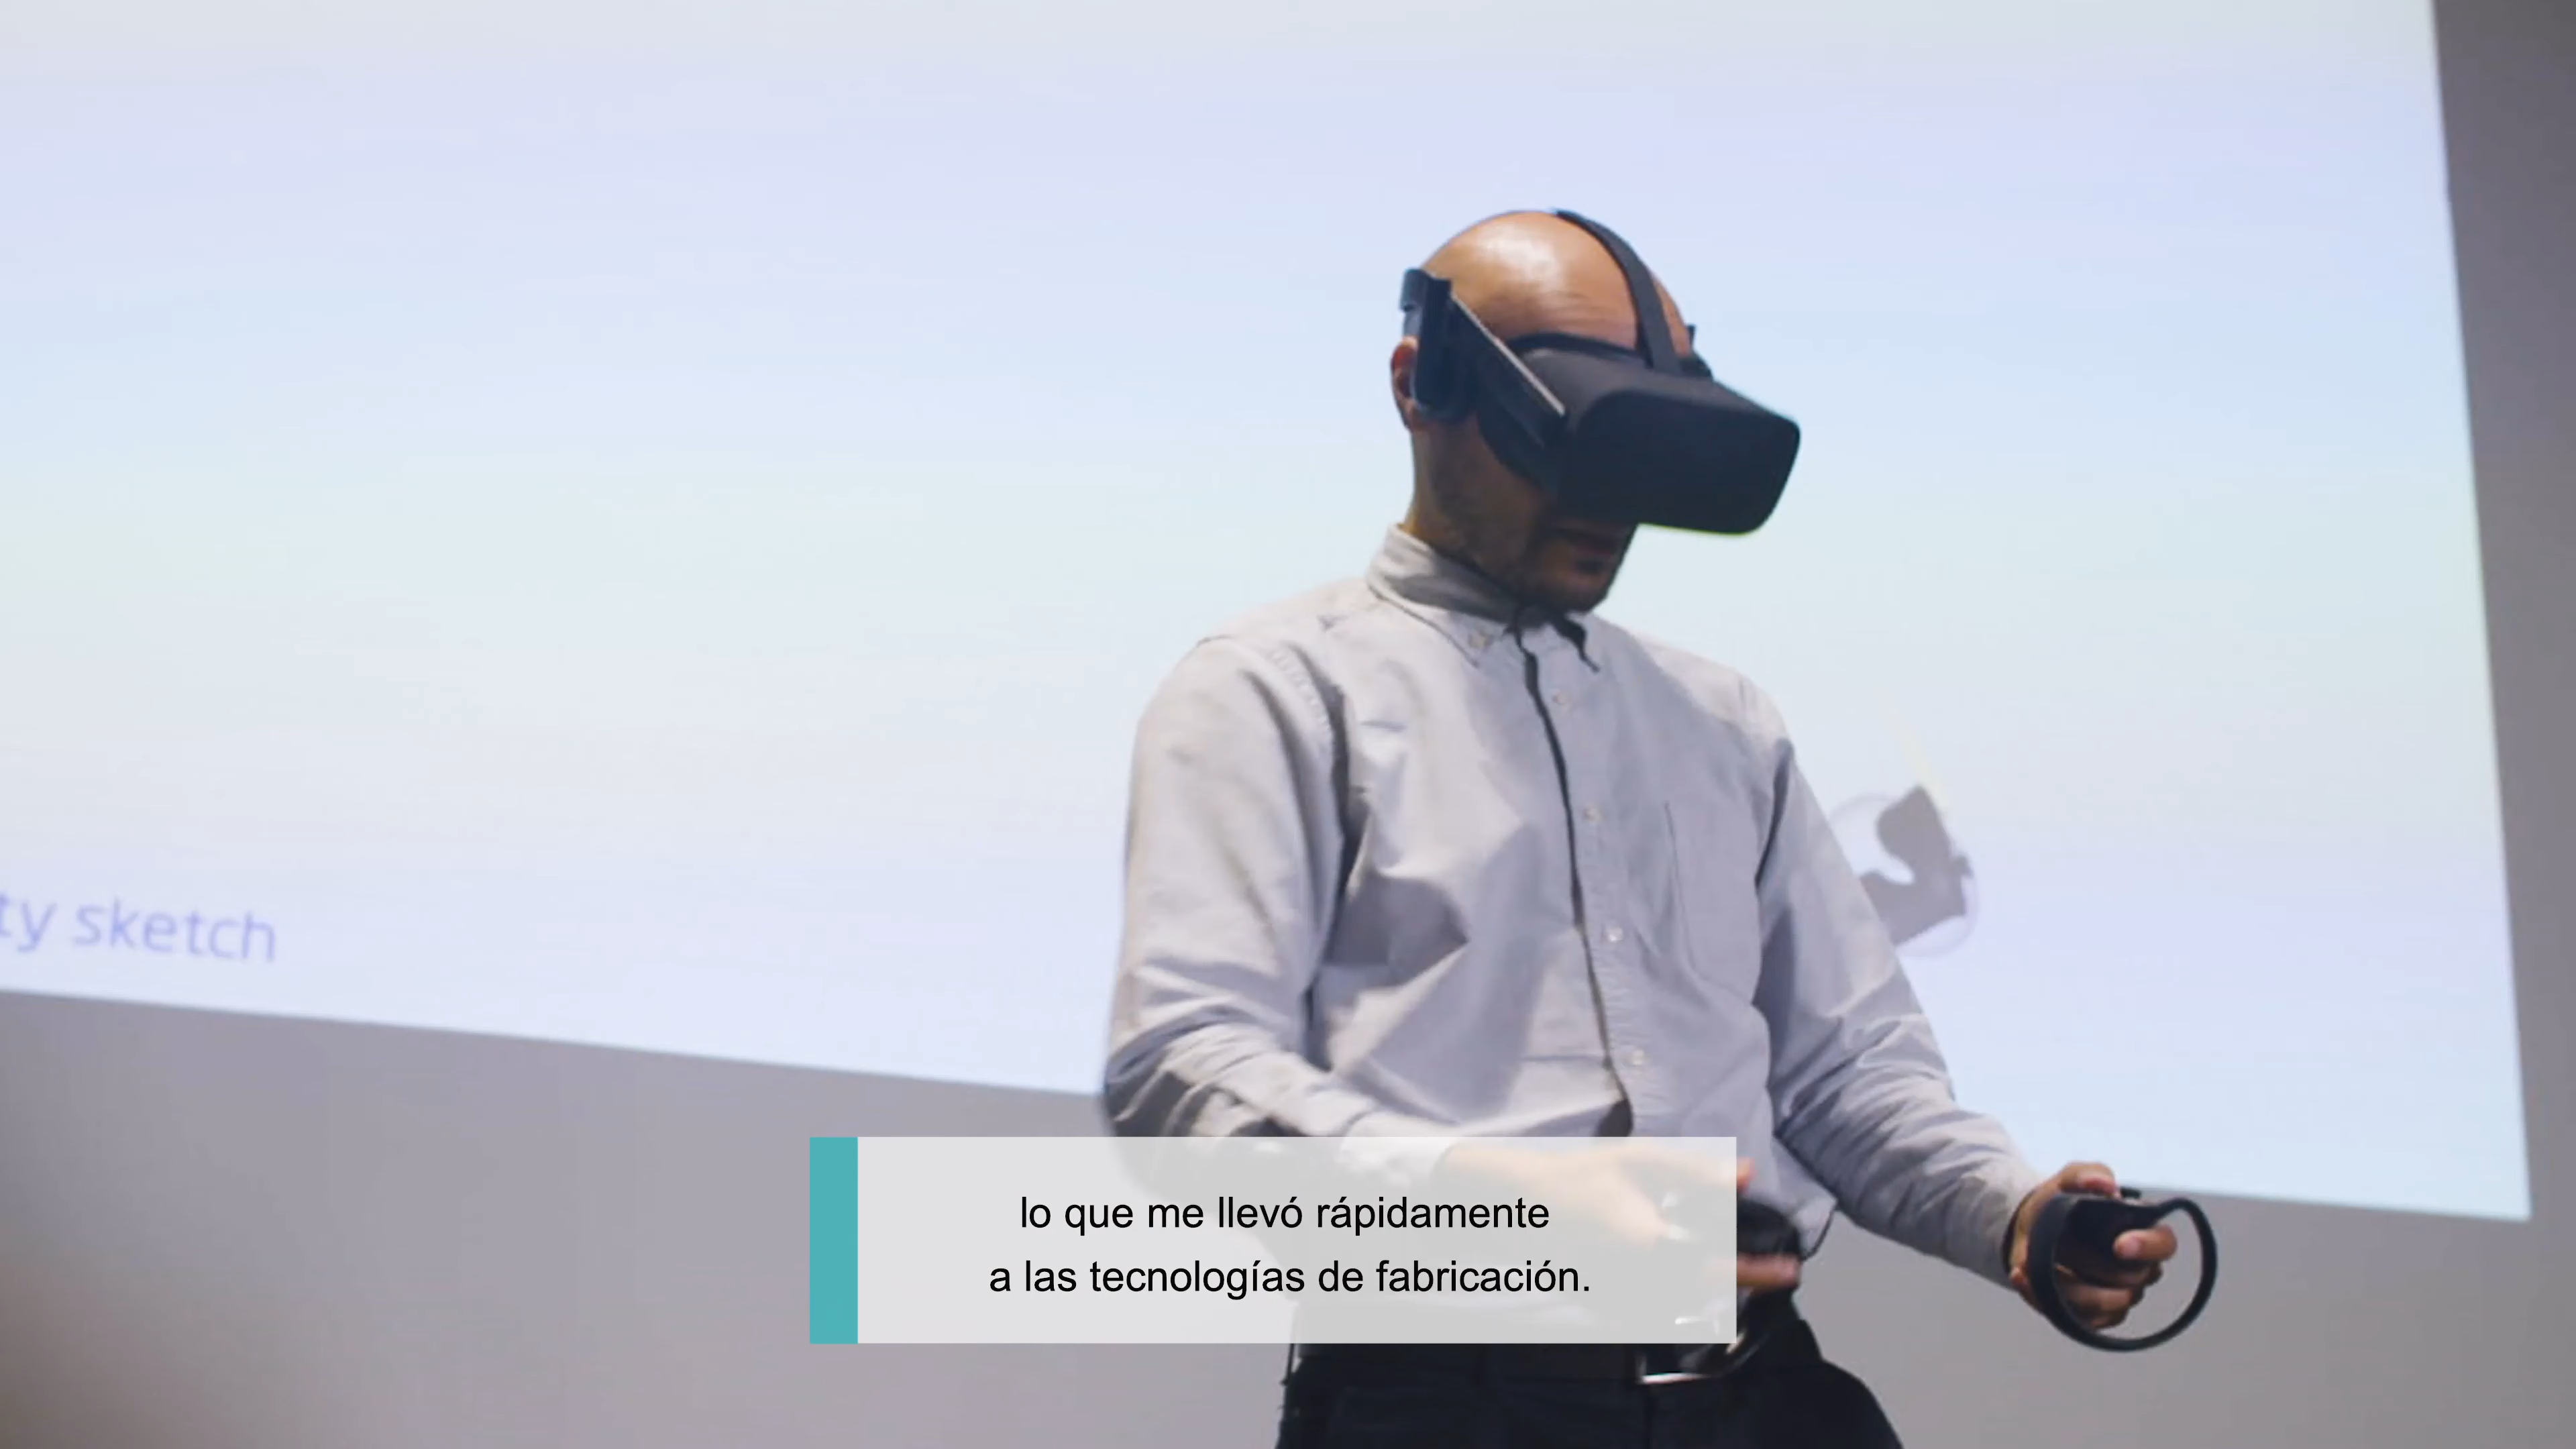 ty sketch
lo que me llevó rápidamente
a las tecnologías de fabricación.